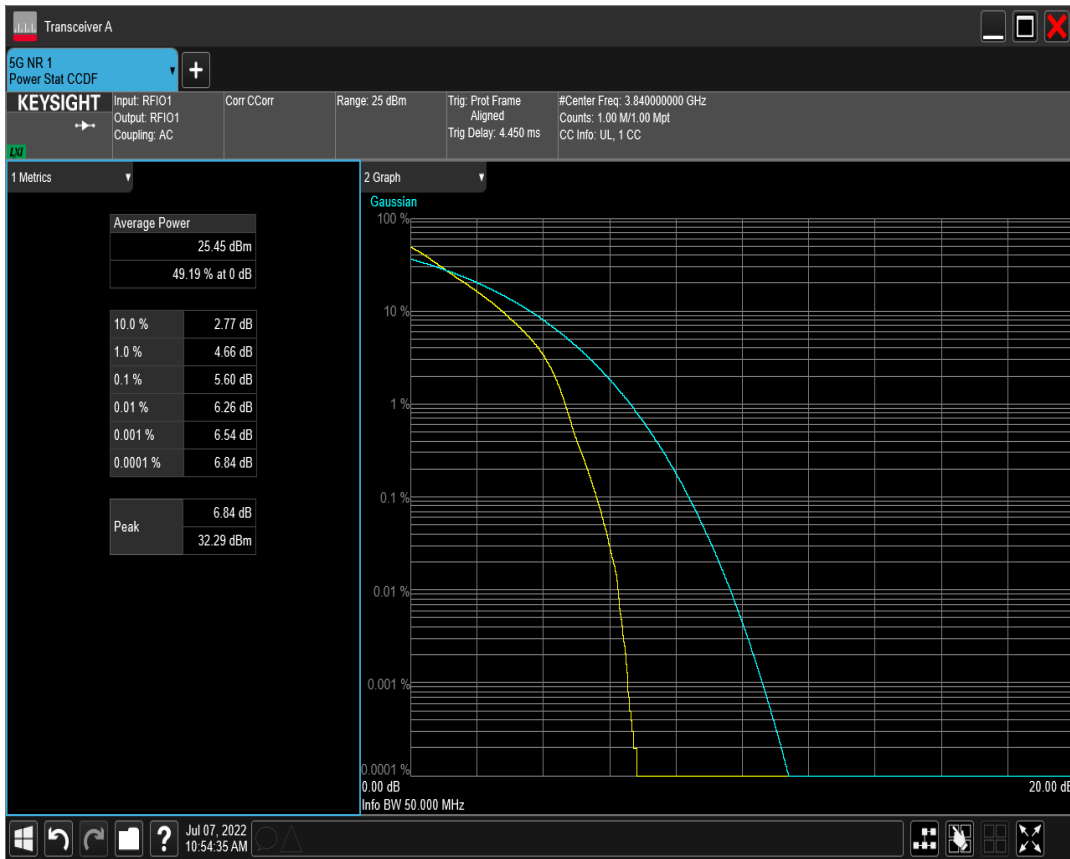 Transceiver A
5G NR 1
Power Stat CCDF
KEYSIGHT
LXI
Input: RFIO1
Output: RFIO1
Coupling: AC
Corr CCorr
Range: 25 dBm
Trig: Prot Frame
Aligned
Trig Delay: 4.450 ms
#Center Freq: 3.840000000 GHz
Counts: 1.00 M/1.00 Mpt
CC Info: UL, 1 CC
1 Metrics
Average Power
25.45 dBm
49.19 % at 0 dB
10.0 % 2.77 dB
1.0 % 4.66 dB
0.1 % 5.60 dB
0.01 % 6.26 dB
0.001 % 6.54 dB
0.0001 % 6.84 dB
Peak
6.84 dB
32.29 dBm
2 Graph
Gaussian
100 %
10 %
1 %
0.1 %
0.01 %
0.001 %
0.0001 %
0.00 dB 20.00 dB
Info BW 50.000 MHz
? Jul 07, 2022
10:54:35 AM